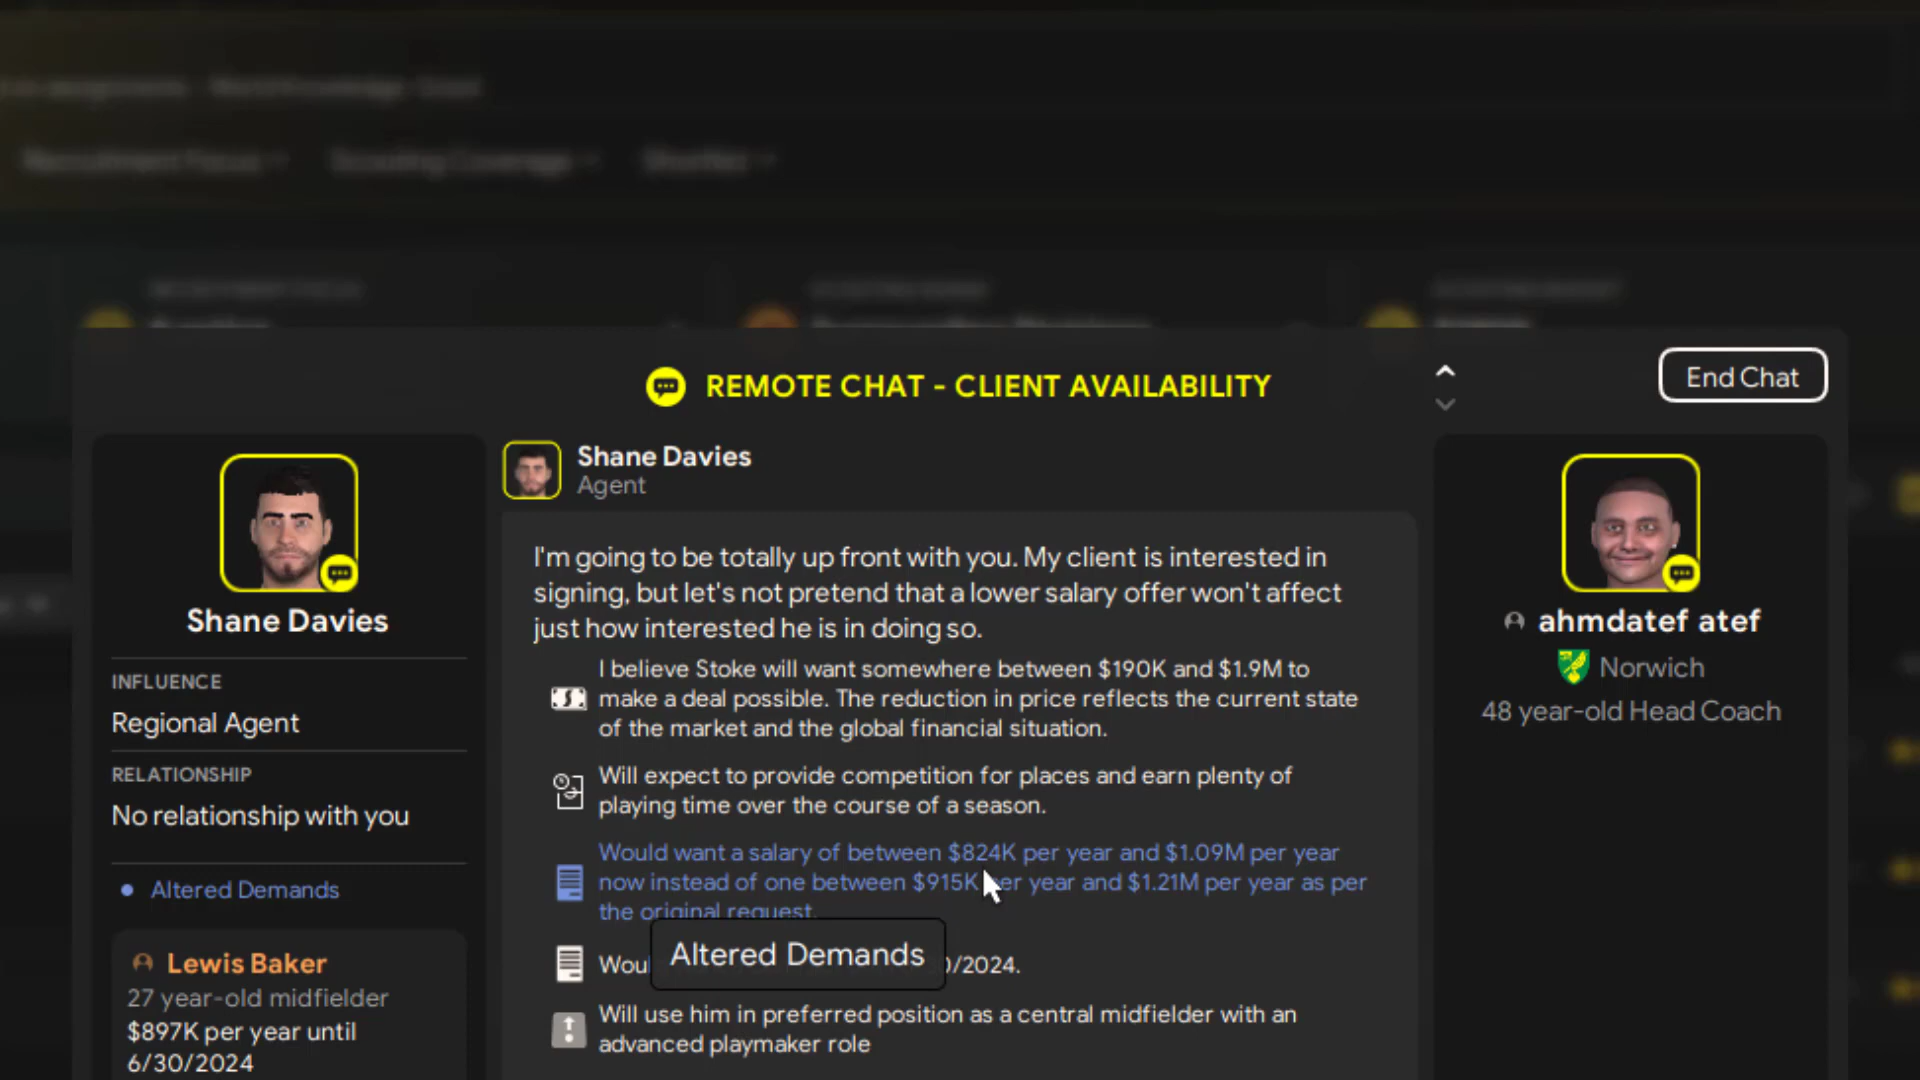 Recruitment Focus
Scouting Coverage
Shortlist
REMOTE CHAT - CLIENT AVAILABILITY
End Chat
Shane Davies
INFLUENCE
Regional Agent
RELATIONSHIP
No relationship with you
Altered Demands
Lewis Baker
27 year-old midfielder
$897K per year until
6/30/2024
Shane Davies
Agent
I'm going to be totally up front with you. My client is interested in
signing, but let's not pretend that a lower salary offer won't affect
just how interested he is in doing so.
I believe Stoke will want somewhere between $190K and $1.9M to
make a deal possible. The reduction in price reflects the current state
of the market and the global financial situation.
Will expect to provide competition for places and earn plenty of
playing time over the course of a season.
Would want a salary of between $824K per year and $1.09M per year
now instead of one between $915K per year and $1.21M per year as per
the original request.
Altered Demands
/2024.
Will use him in preferred position as a central midfielder with an
advanced playmaker role
ahmdatef atef
Norwich
48 year-old Head Coach